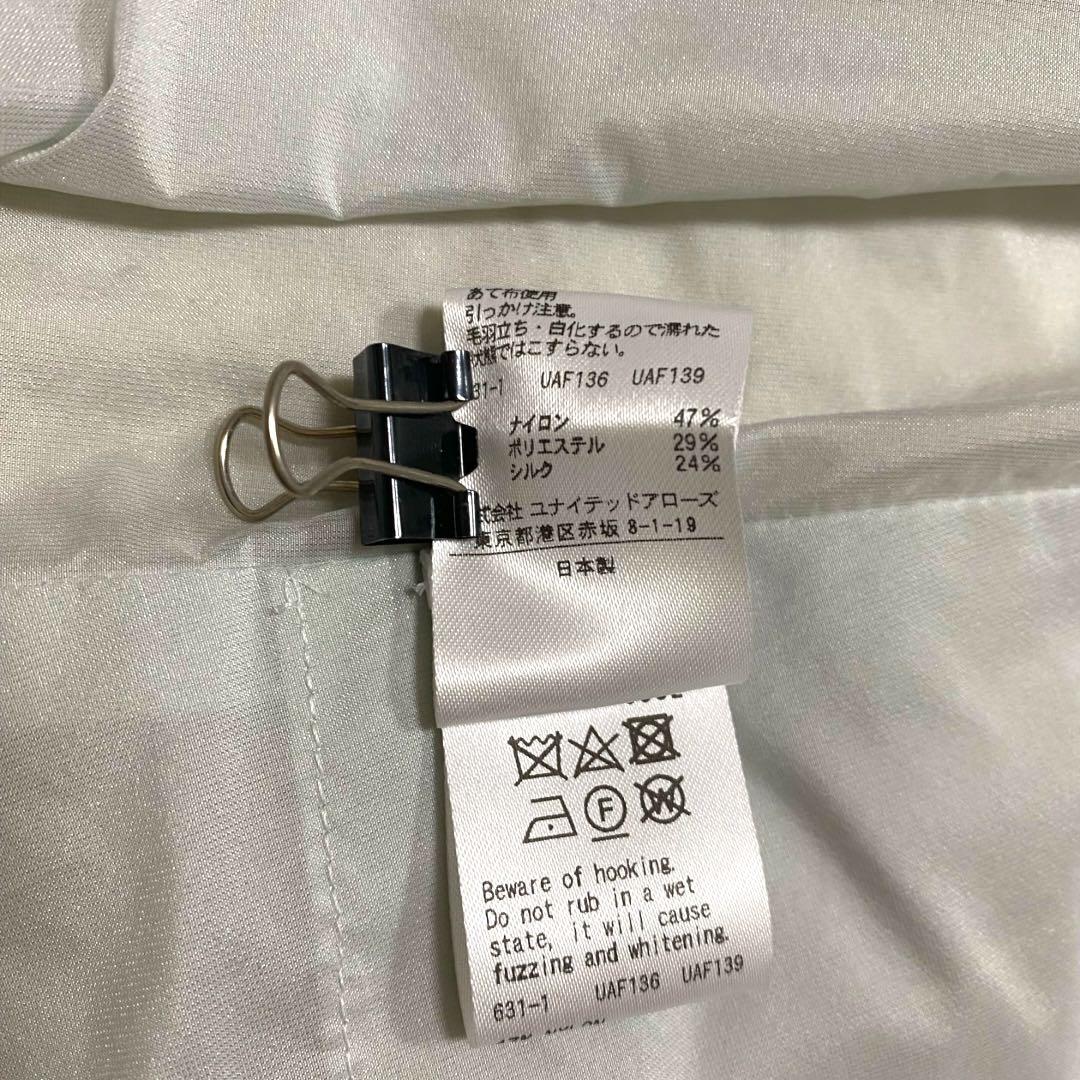 あて布使用
引っかけ注意。
毛羽立ち・白化するので濡れた
状態ではこすらない。
31-1 UAF136 UAF139
ナイロン 47%
ポリエステル 29%
シルク 24%
式会社 ユナイテッドアローズ
東京都港区赤坂 8-1-19
日本製
F
W
Beware of hooking.
Do not rub in a wet
state, it will cause
fuzzing and whitening.
631-1 UAF136 UAF139
47% NYLON